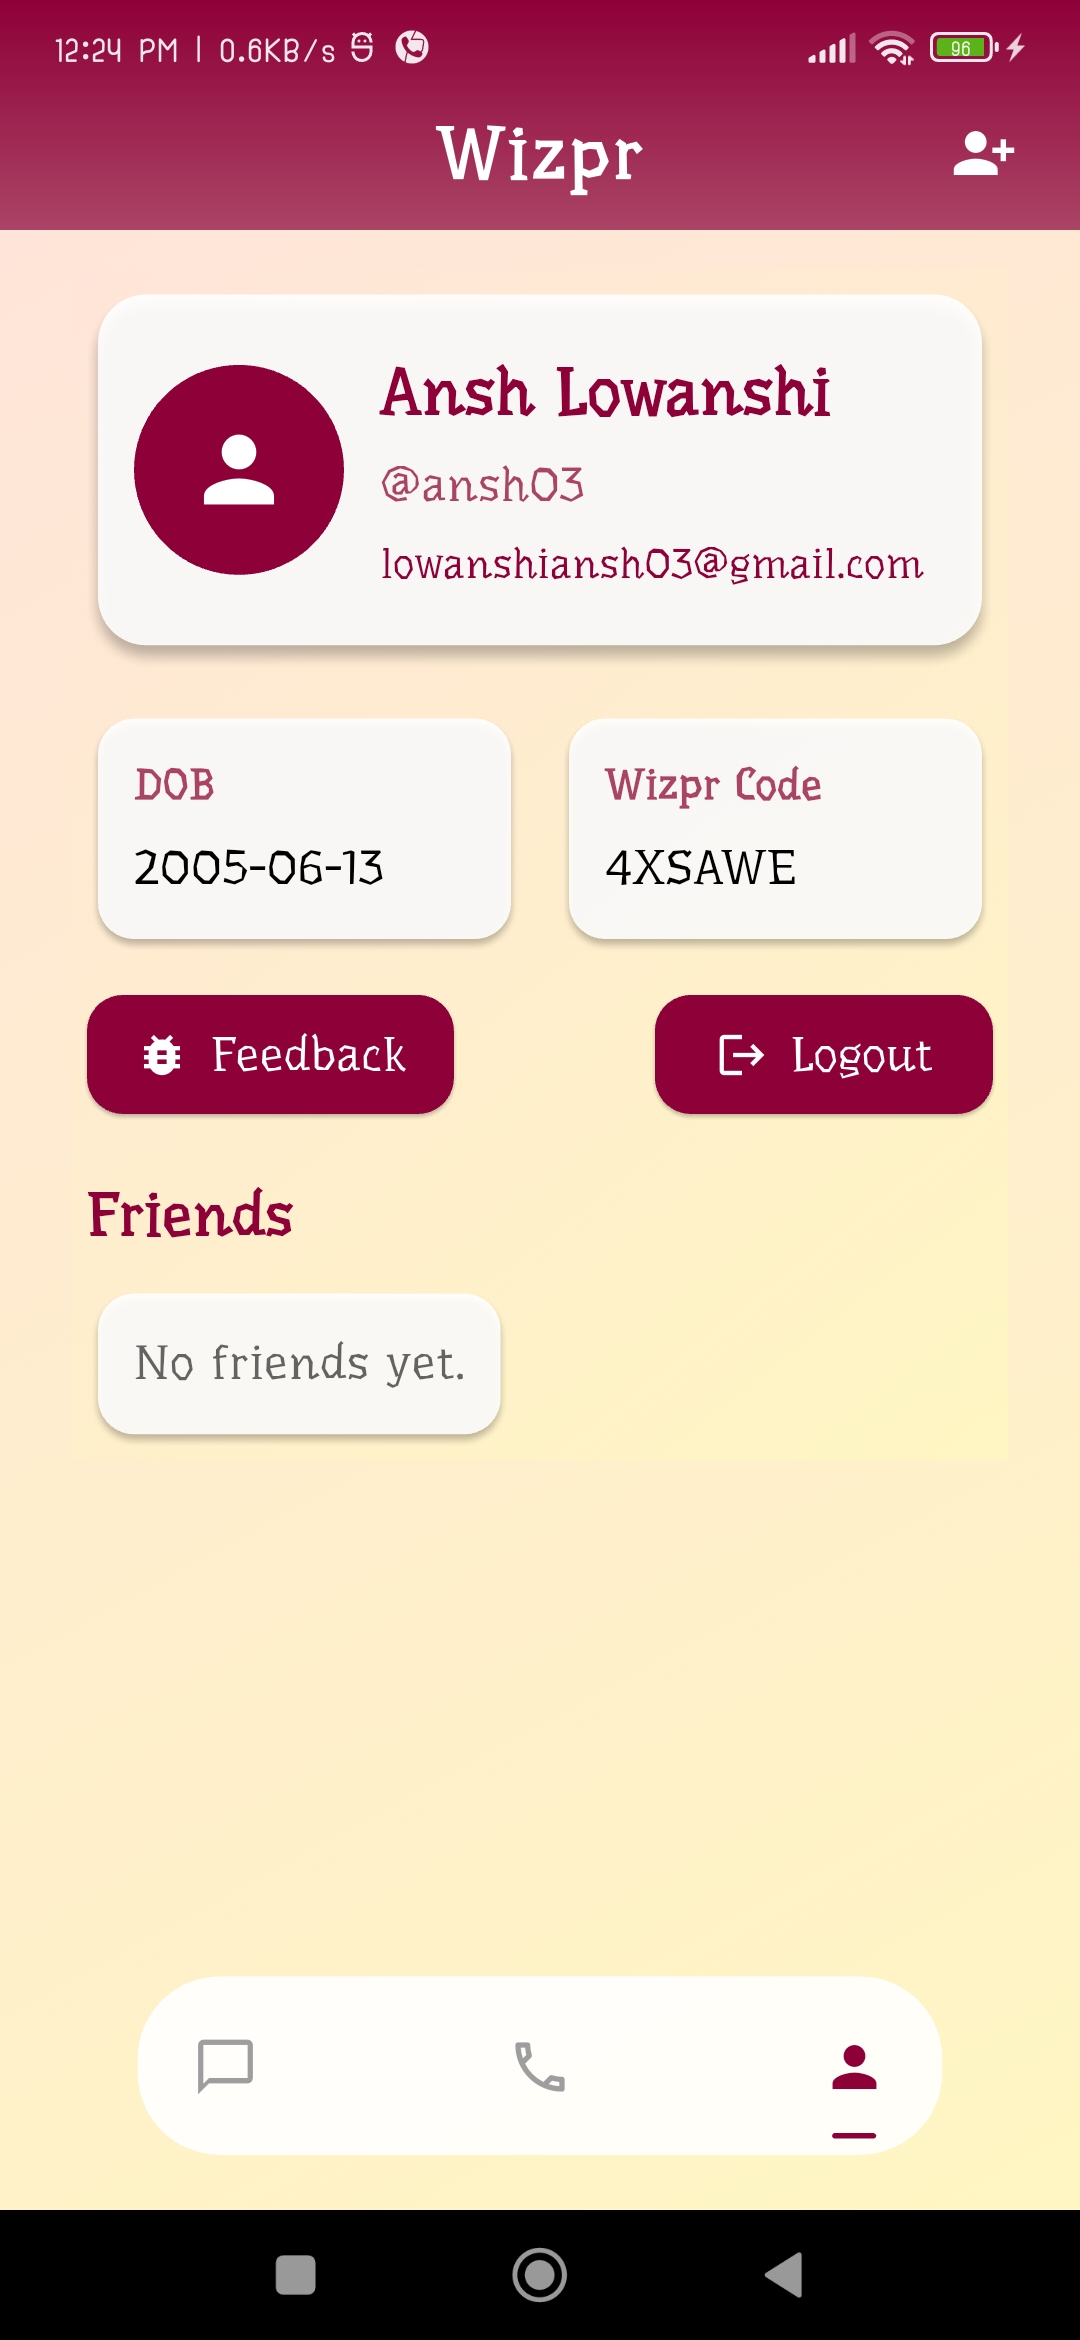 12:24 PM | 0.6KB/s
96
Wizpr
Ansh Lowanshi
@ansh03
lowanshiansh03@gmail.com
DOB
2005-06-13
Wizpr Code
4XSAWE
Feedback
Logout
Friends
No friends yet.